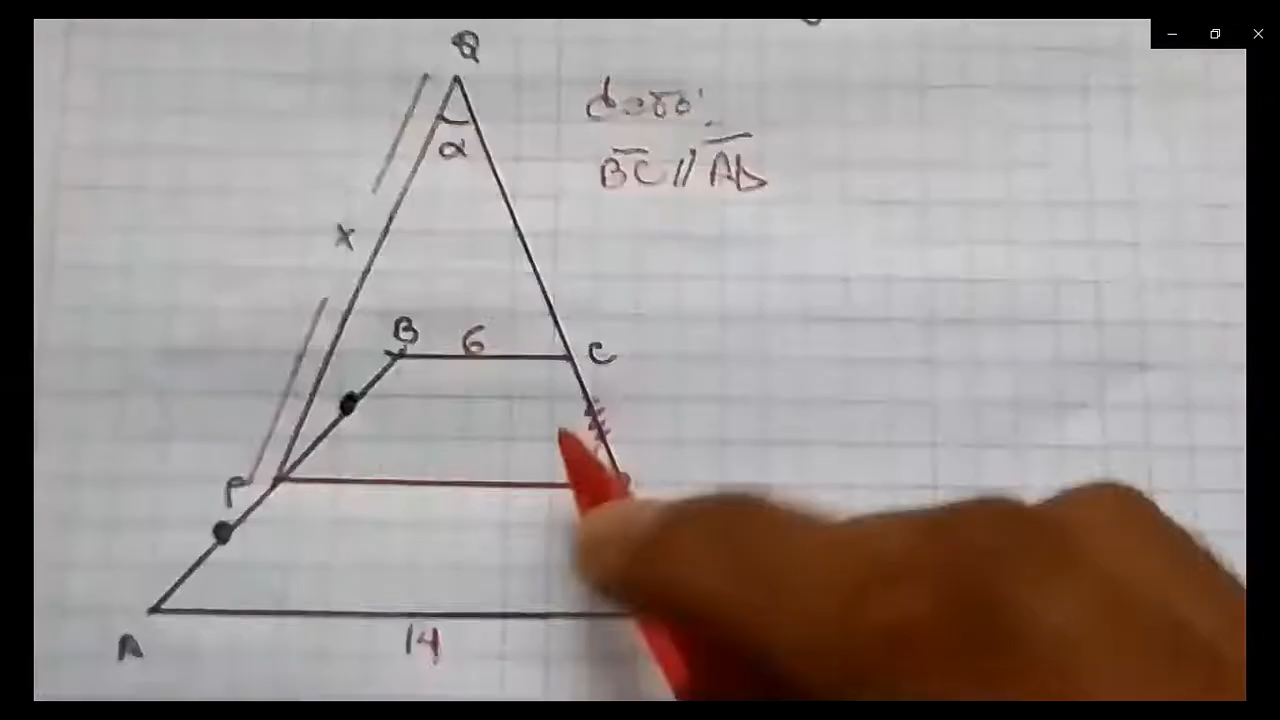 Q
Dato:
α
BC // AD
x
B 6 C
P
A 14